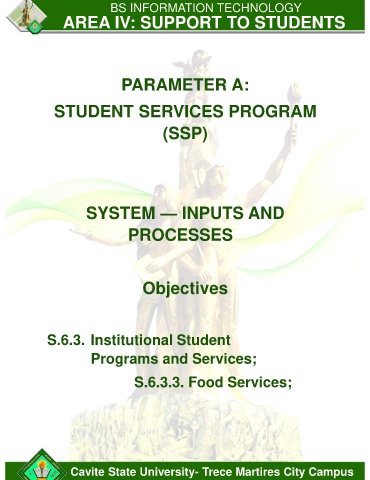 BS INFORMATION TECHNOLOGY
AREA IV: SUPPORT TO STUDENTS
PARAMETER A:
STUDENT SERVICES PROGRAM
(SSP)
SYSTEM — INPUTS AND
PROCESSES
Objectives
S.6.3. Institutional Student
Programs and Services;
S.6.3.3. Food Services;
Cavite State University- Trece Martires City Campus